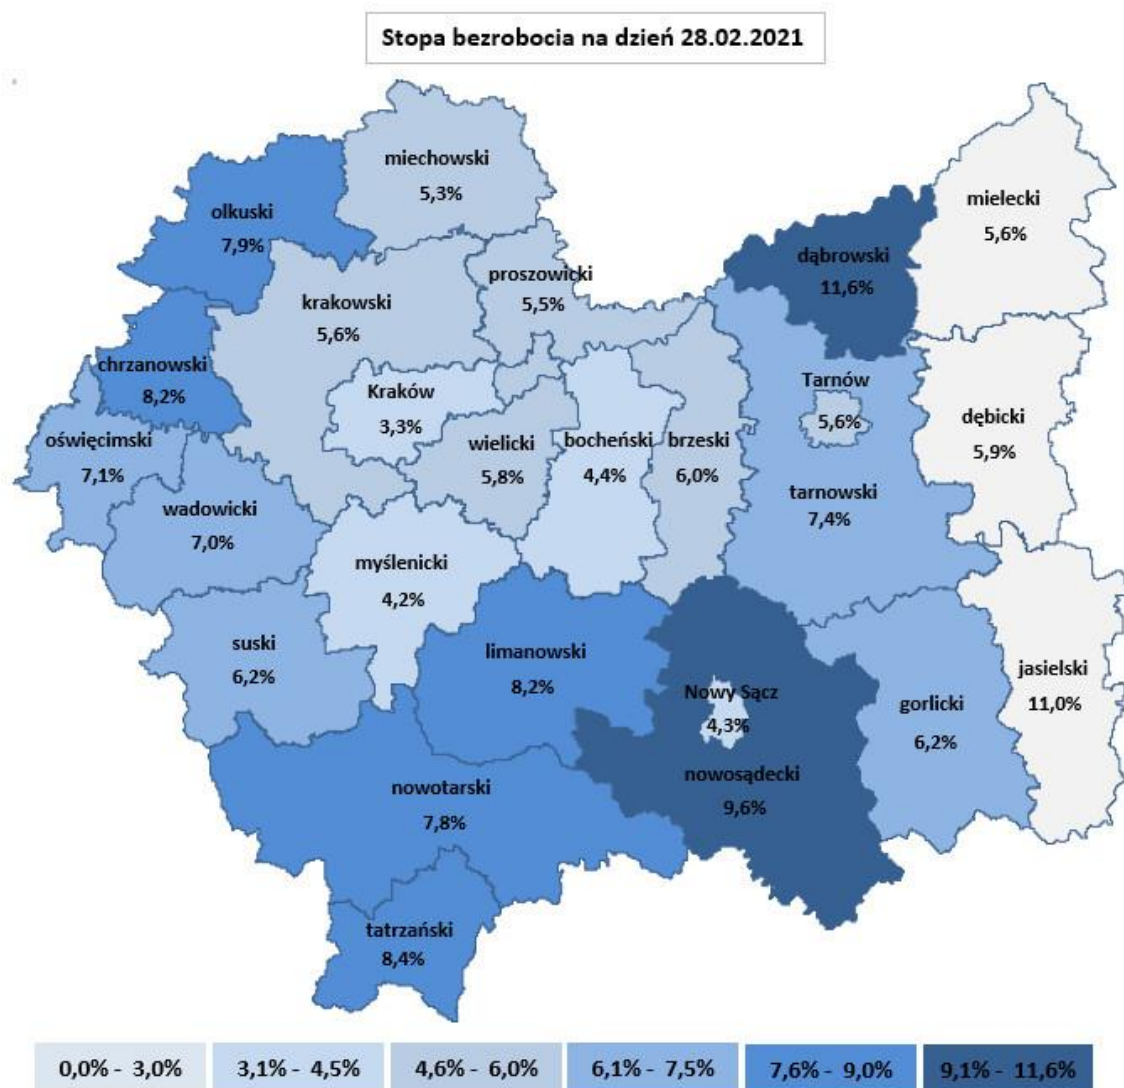 Stopa bezrobocia na dzień 28.02.2021
miechowski
5,3%
mielecki
5,6%
olkuski
7,9%
dąbrowski
11,6%
proszowicki
5,5%
krakowski
5,6%
chrzanowski
8,2%
Kraków
3,3%
Tarnów
5,6%
dębicki
5,9%
oświęcimski
7,1%
wielicki
5,8%
bocheński
4,4%
brzeski
6,0%
tarnowski
7,4%
wadowicki
7,0%
myślenicki
4,2%
suski
6,2%
limanowski
8,2%
Nowy Sącz
4,3%
gorlicki
6,2%
jasielski
11,0%
nowosądecki
9,6%
nowotarski
7,8%
tatrzański
8,4%
0,0% - 3,0%
3,1% - 4,5%
4,6% - 6,0%
6,1% - 7,5%
7,6% - 9,0%
9,1% - 11,6%